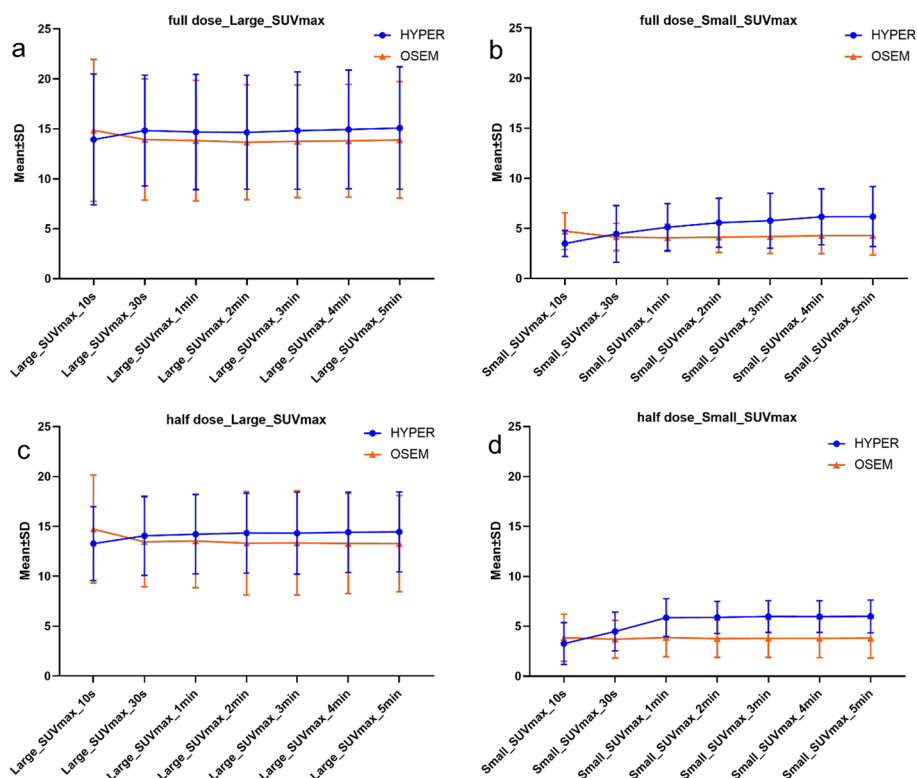 full dose_Large_SUVmax
a
HYPER
OSEM
Mean±SD
25
20
15
10
5
0
Large_SUVmax_10s
Large_SUVmax_30s
Large_SUVmax_1min
Large_SUVmax_2min
Large_SUVmax_3min
Large_SUVmax_4min
Large_SUVmax_5min
full dose_Small_SUVmax
b
HYPER
OSEM
Mean±SD
25
20
15
10
5
0
Small_SUVmax_10s
Small_SUVmax_30s
Small_SUVmax_1min
Small_SUVmax_2min
Small_SUVmax_3min
Small_SUVmax_4min
Small_SUVmax_5min
half dose_Large_SUVmax
c
HYPER
OSEM
Mean±SD
25
20
15
10
5
0
Large_SUVmax_10s
Large_SUVmax_30s
Large_SUVmax_1min
Large_SUVmax_2min
Large_SUVmax_3min
Large_SUVmax_4min
Large_SUVmax_5min
half dose_Small_SUVmax
d
HYPER
OSEM
Mean±SD
25
20
15
10
5
0
Small_SUVmax_10s
Small_SUVmax_30s
Small_SUVmax_1min
Small_SUVmax_2min
Small_SUVmax_3min
Small_SUVmax_4min
Small_SUVmax_5min